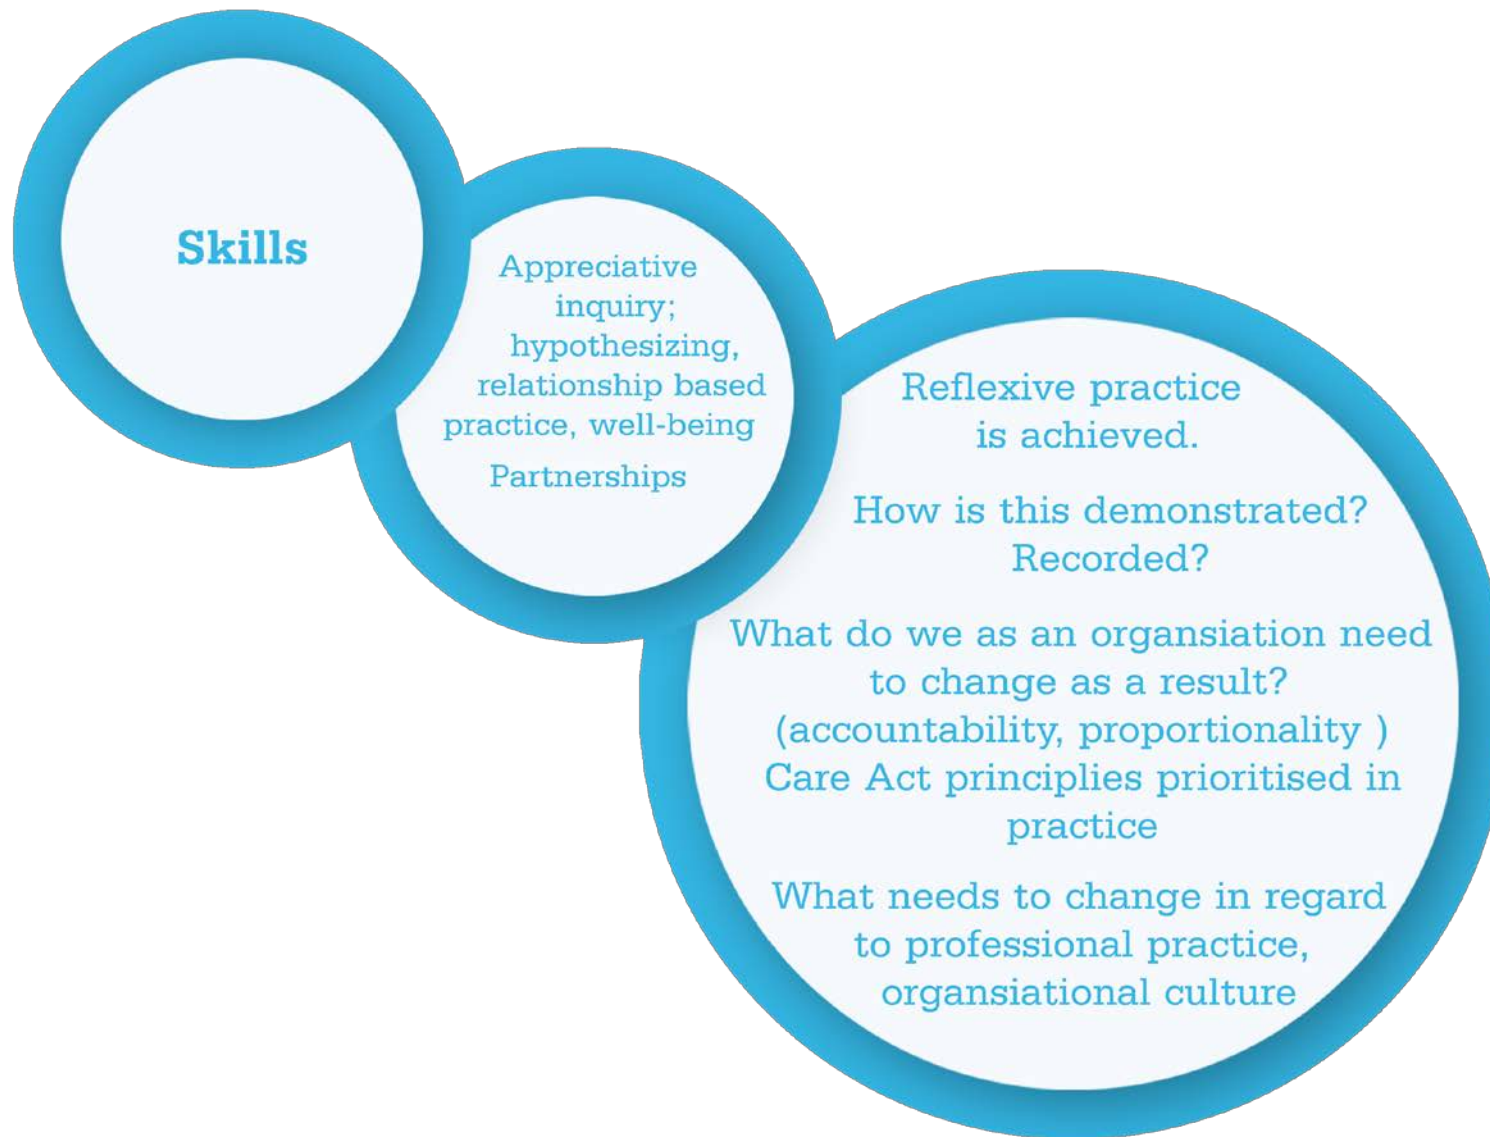 Skills
Appreciative
inquiry;
hypothesizing,
relationship based
practice, well-being
Partnerships
Reflexive practice
is achieved.
How is this demonstrated?
Recorded?
What do we as an organsiation need
to change as a result?
(accountability, proportionality )
Care Act principlies prioritised in
practice
What needs to change in regard
to professional practice,
organsiational culture